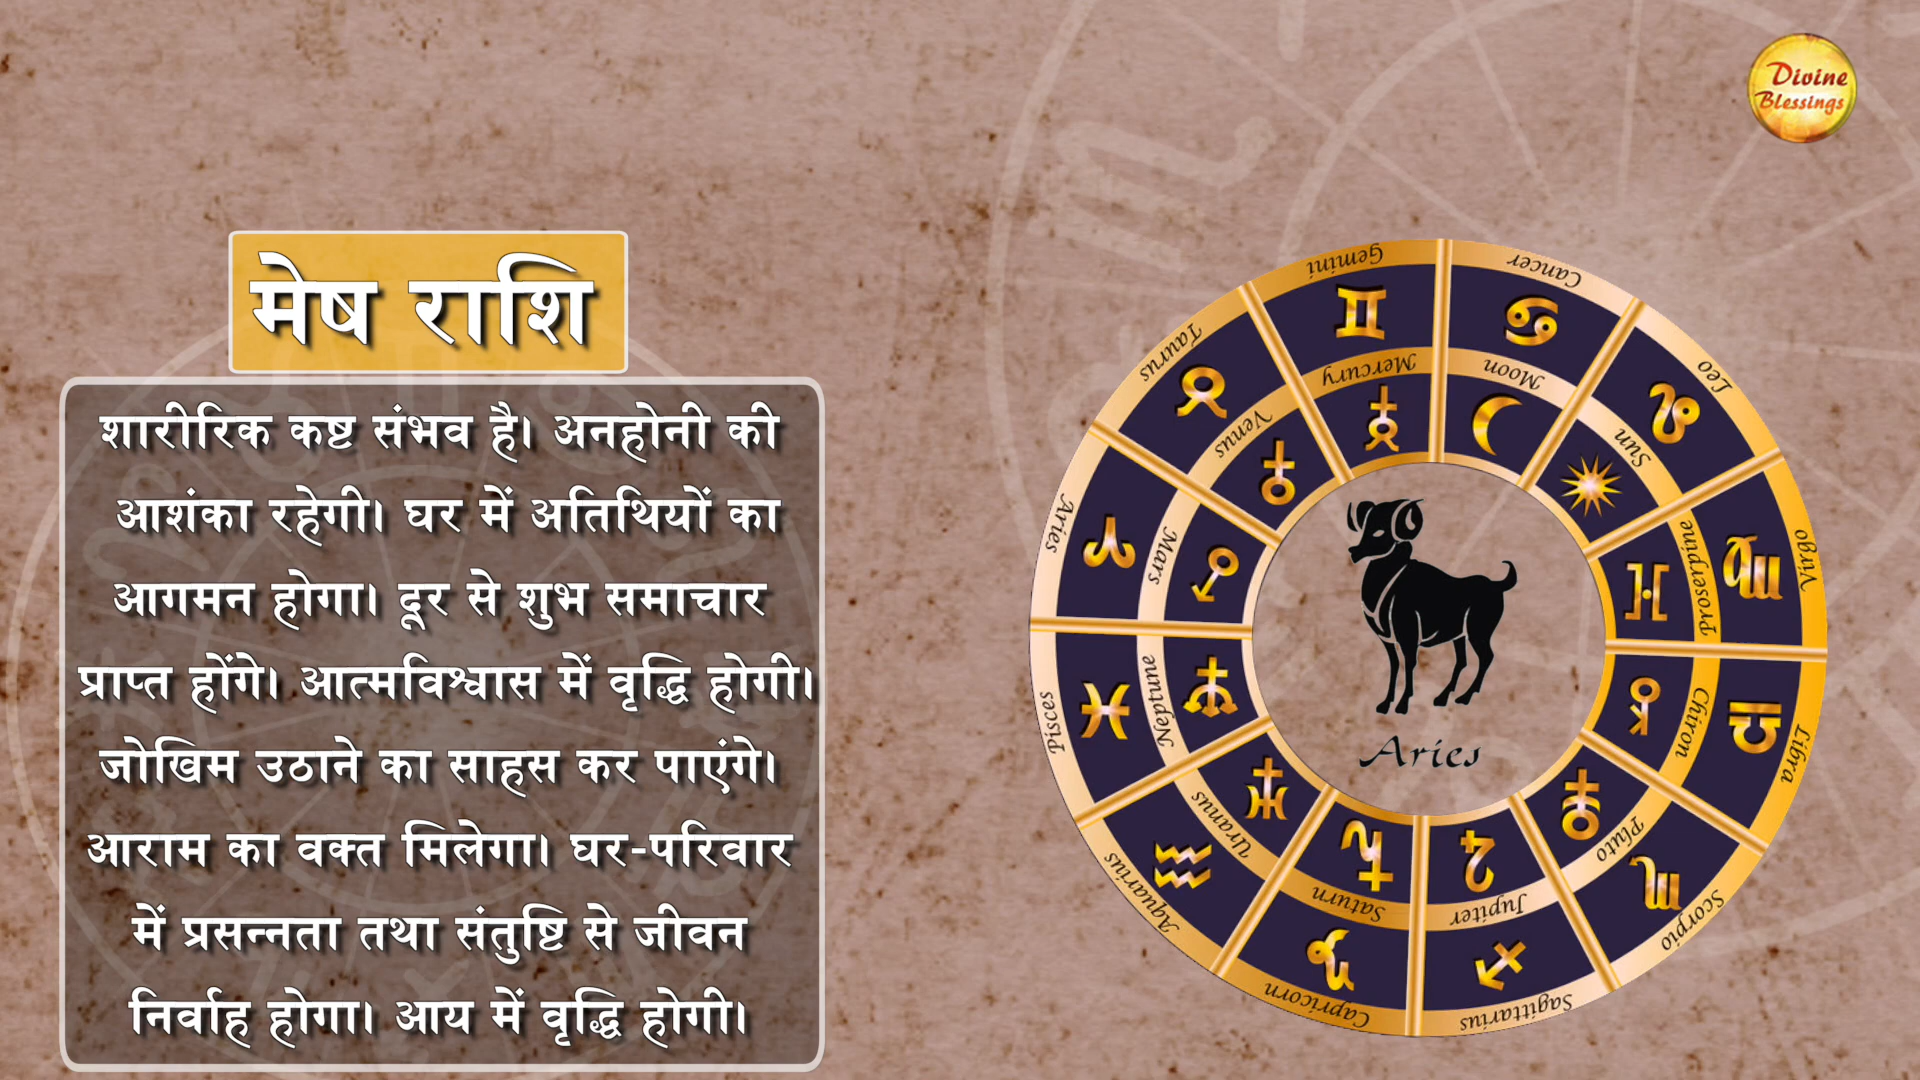 Divine
Blessings
मेष राशि
शारीरिक कष्ट संभव है। अनहोनी की
आशंका रहेगी। घर में अतिथियों का
आगमन होगा। दूर से शुभ समाचार
प्राप्त होंगे। आत्मविश्वास में वृद्धि होगी।
जोखिम उठाने का साहस कर पाएंगे।
आराम का वक्त मिलेगा। घर-परिवार
में प्रसन्नता तथा संतुष्टि से जीवन
निर्वाह होगा। आय में वृद्धि होगी।
Gemini
Cancer
Leo
Virgo
Libra
Scorpio
Sagittarius
Capricorn
Aquarius
Pisces
Aries
Taurus
Mercury
Moon
Sun
Proserpine
Chiron
Pluto
Jupiter
Saturn
Uranus
Neptune
Mars
Venus
Aries